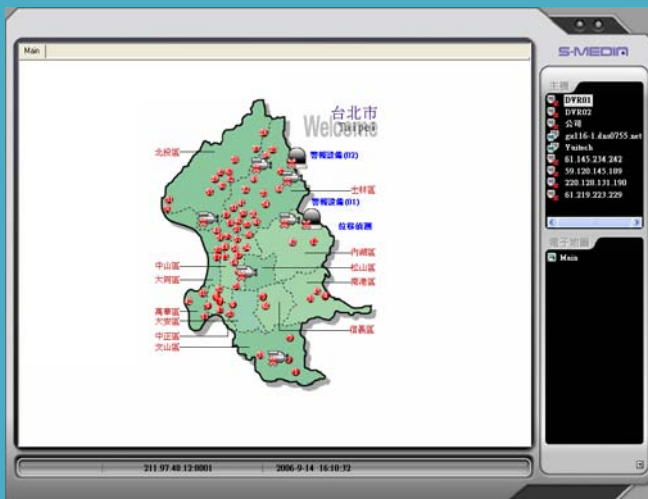 Main
S-MEDIA
台北市
Welcome
Taipei
北投區
警報設備(02)
士林區
警報設備(01)
位移偵測
內湖區
中山區
松山區
大同區
南港區
萬華區
大安區
信義區
中正區
文山區
主機
DVR01
DVR02
公司
gx116-1.dns0755.net
Yuitech
61.145.234.242
59.120.145.109
220.128.131.190
61.219.223.229
電子地圖
Main
211.97.40.12:0001
2006-9-14 16:10:32